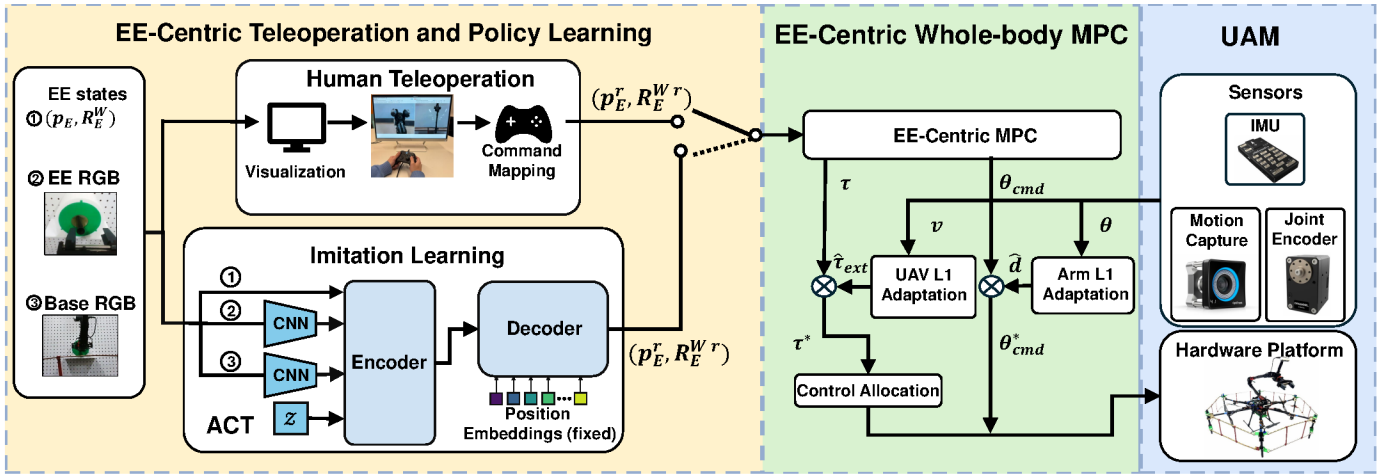 EE-Centric Teleoperation and Policy Learning
EE states
① (p_E, R_E^W)
② EE RGB
③ Base RGB
Human Teleoperation
Visualization
Command
Mapping
(p_E^r, R_E^{W r})
Imitation Learning
①
②
③
CNN
CNN
z
ACT
Encoder
Decoder
Position
Embeddings (fixed)
(p_E^r, R_E^{W r})
EE-Centric Whole-body MPC
EE-Centric MPC
τ
θ_cmd
v
θ
τ̂_ext
UAV L1
Adaptation
d̂
Arm L1
Adaptation
τ*
θ*_cmd
Control Allocation
UAM
Sensors
IMU
Motion
Capture
Joint
Encoder
Hardware Platform